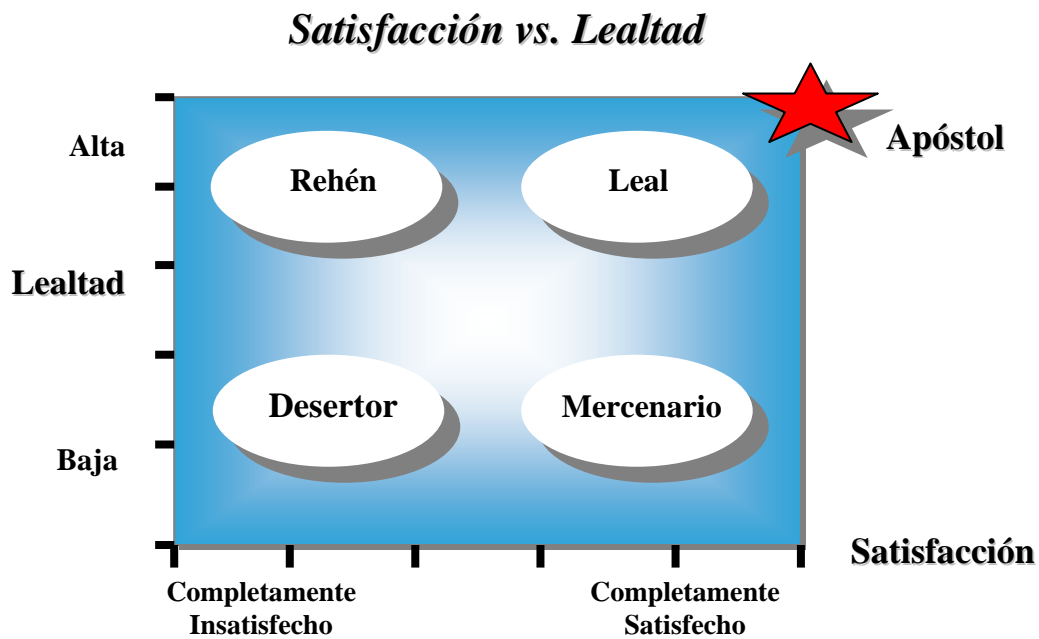 Satisfacción vs. Lealtad
Alta
Rehén
Leal
Apóstol
Lealtad
Desertor
Mercenario
Baja
Satisfacción
Completamente
Insatisfecho
Completamente
Satisfecho